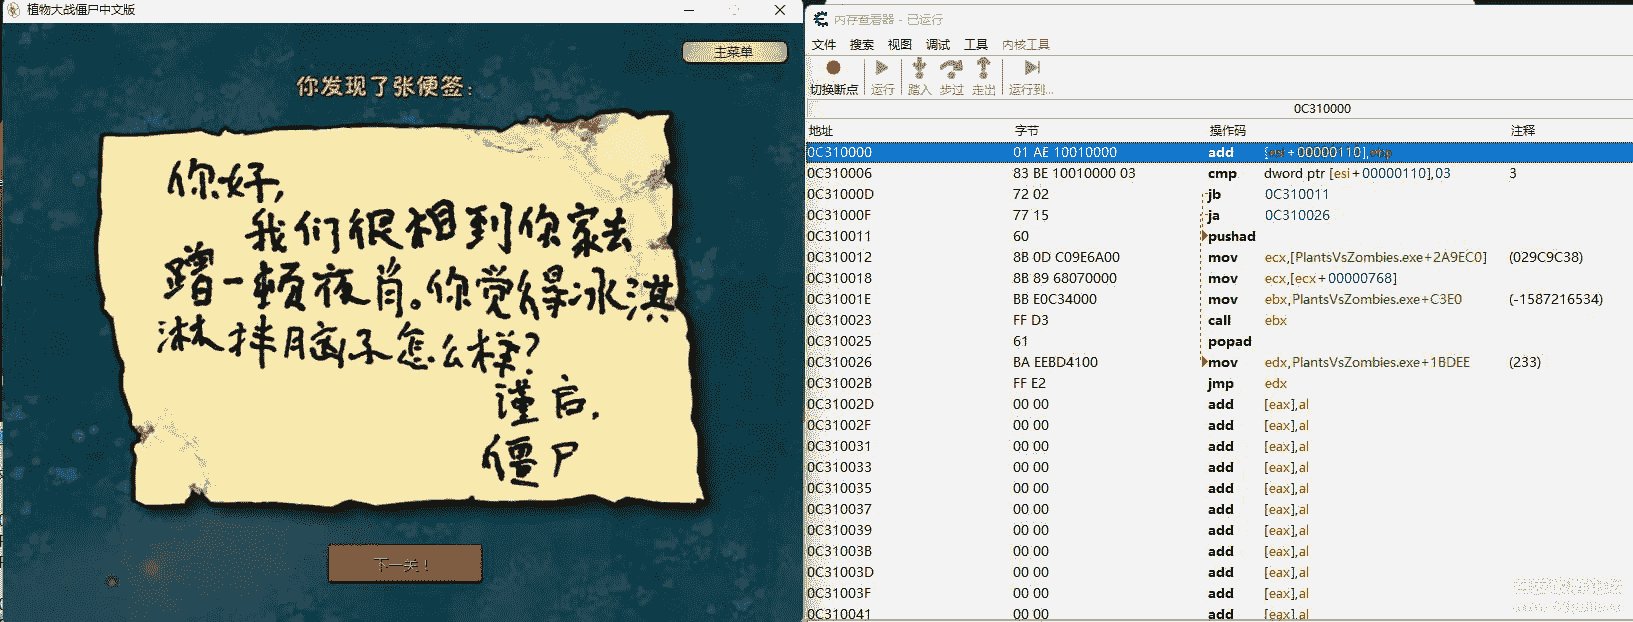 植物大战僵尸中文版
主菜单
你发现了张便签:
你好,
我们很想到你家去
蹭一顿夜肖。你觉得冰淇
淋拌月函子怎么样?
谨启,
僵尸
下一关!
内存查看器 - 已运行
文件 搜索 视图 调试 工具 内核工具
切换断点 运行 踏入 步过 走出 运行到...
0C310000
地址 字节 操作码 注释
0C310000 01 AE 10010000 add [esi+00000110],ebp
0C310006 83 BE 10010000 03 cmp dword ptr [esi+00000110],03 3
0C31000D 72 02 jb 0C310011
0C31000F 77 15 ja 0C310026
0C310011 60 pushad
0C310012 8B 0D C09E6A00 mov ecx,[PlantsVsZombies.exe+2A9EC0] (029C9C38)
0C310018 8B 89 68070000 mov ecx,[ecx+00000768]
0C31001E BB E0C34000 mov ebx,PlantsVsZombies.exe+C3E0 (-1587216534)
0C310023 FF D3 call ebx
0C310025 61 popad
0C310026 BA EEBD4100 mov edx,PlantsVsZombies.exe+1BDEE (233)
0C31002B FF E2 jmp edx
0C31002D 00 00 add [eax],al
0C31002F 00 00 add [eax],al
0C310031 00 00 add [eax],al
0C310033 00 00 add [eax],al
0C310035 00 00 add [eax],al
0C310037 00 00 add [eax],al
0C310039 00 00 add [eax],al
0C31003B 00 00 add [eax],al
0C31003D 00 00 add [eax],al
0C31003F 00 00 add [eax],al
0C310041 00 00 add [eax],al